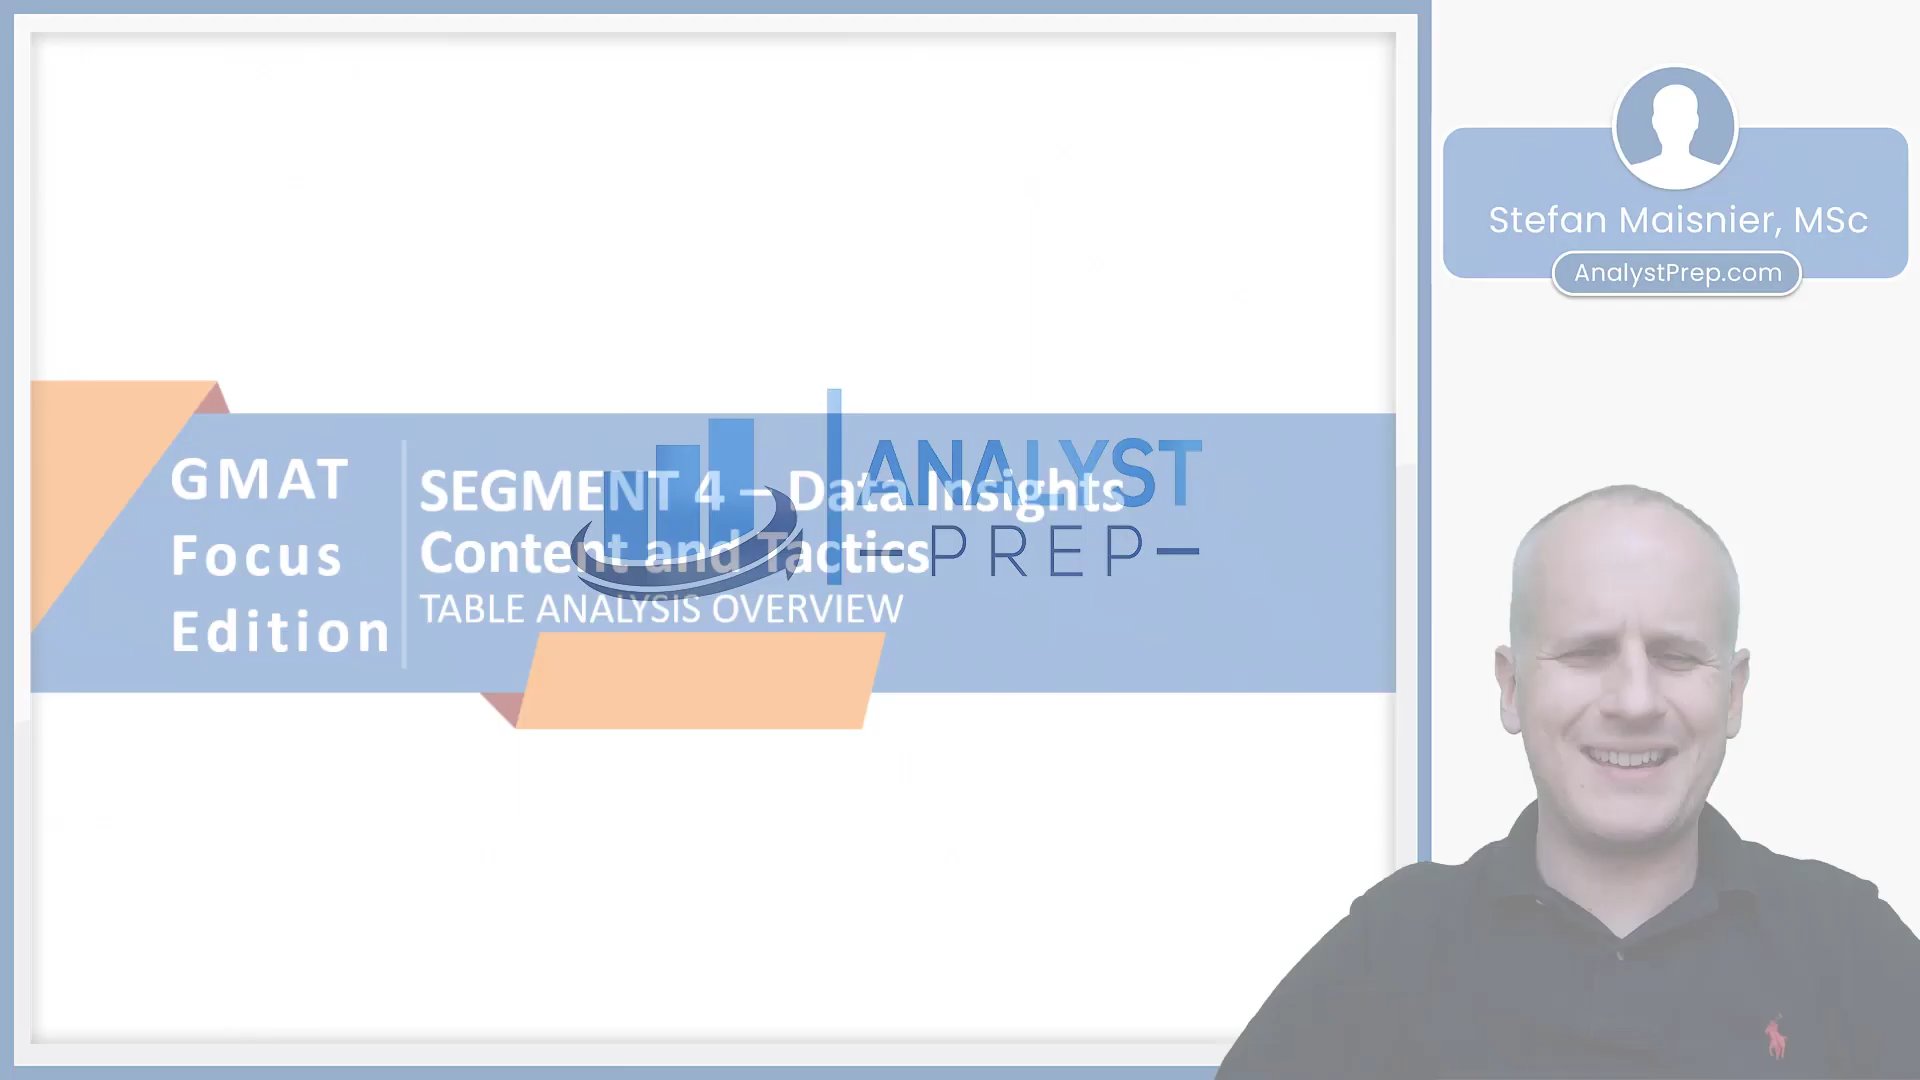 GMAT
Focus
Edition
SEGMENT 4 – Data Insights
Content and Tactics
TABLE ANALYSIS OVERVIEW
ANALYST
PREP
Stefan Maisnier, MSc
AnalystPrep.com